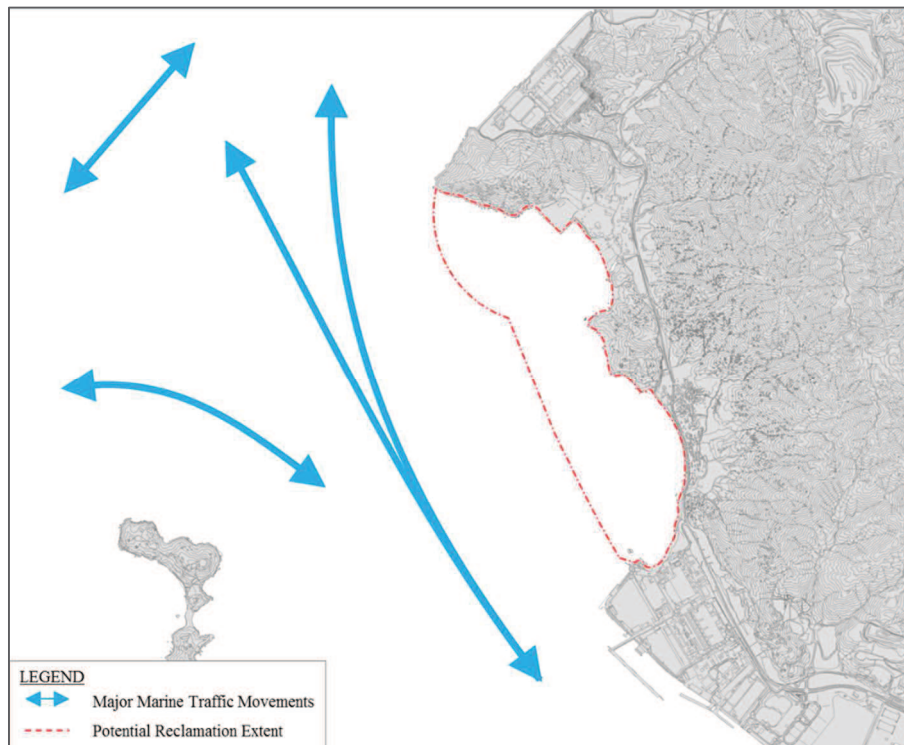 LEGEND
Major Marine Traffic Movements
Potential Reclamation Extent